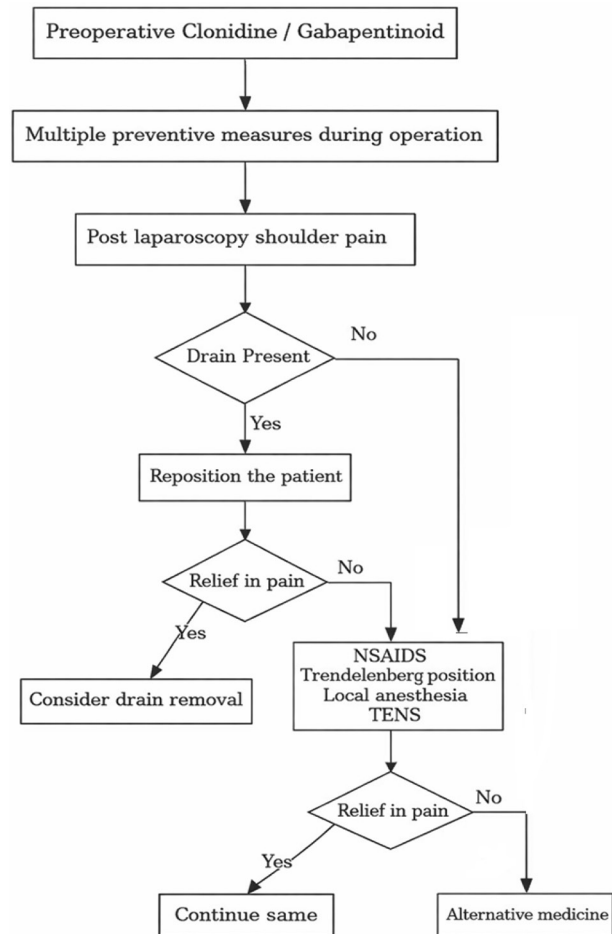 Preoperative Clonidine / Gabapentinoid
Multiple preventive measures during operation
Post laparoscopy shoulder pain
No
Drain Present
Yes
Reposition the patient
No
Relief in pain
Yes
NSAIDS
Trendelenberg position
Local anesthesia
TENS
Consider drain removal
No
Relief in pain
Yes
Continue same
Alternative medicine